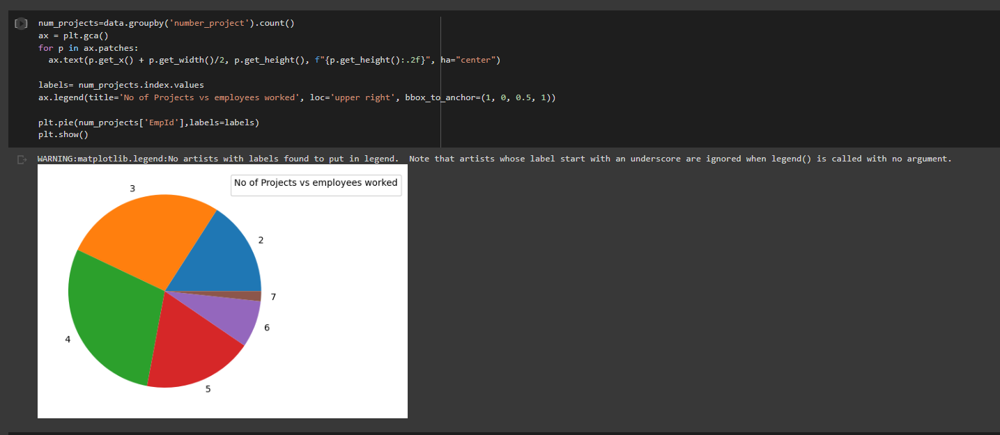 num_projects=data.groupby('number_project').count()
ax = plt.gca()
for p in ax.patches:
  ax.text(p.get_x() + p.get_width()/2, p.get_height(), f"{p.get_height():.2f}", ha="center")
labels= num_projects.index.values
ax.legend(title='No of Projects vs employees worked', loc='upper right', bbox_to_anchor=(1, 0, 0.5, 1))
plt.pie(num_projects['EmpId'],labels=labels)
plt.show()
WARNING:matplotlib.legend:No artists with labels found to put in legend.  Note that artists whose label start with an underscore are ignored when legend() is called with no argument.
No of Projects vs employees worked
3
2
7
6
4
5